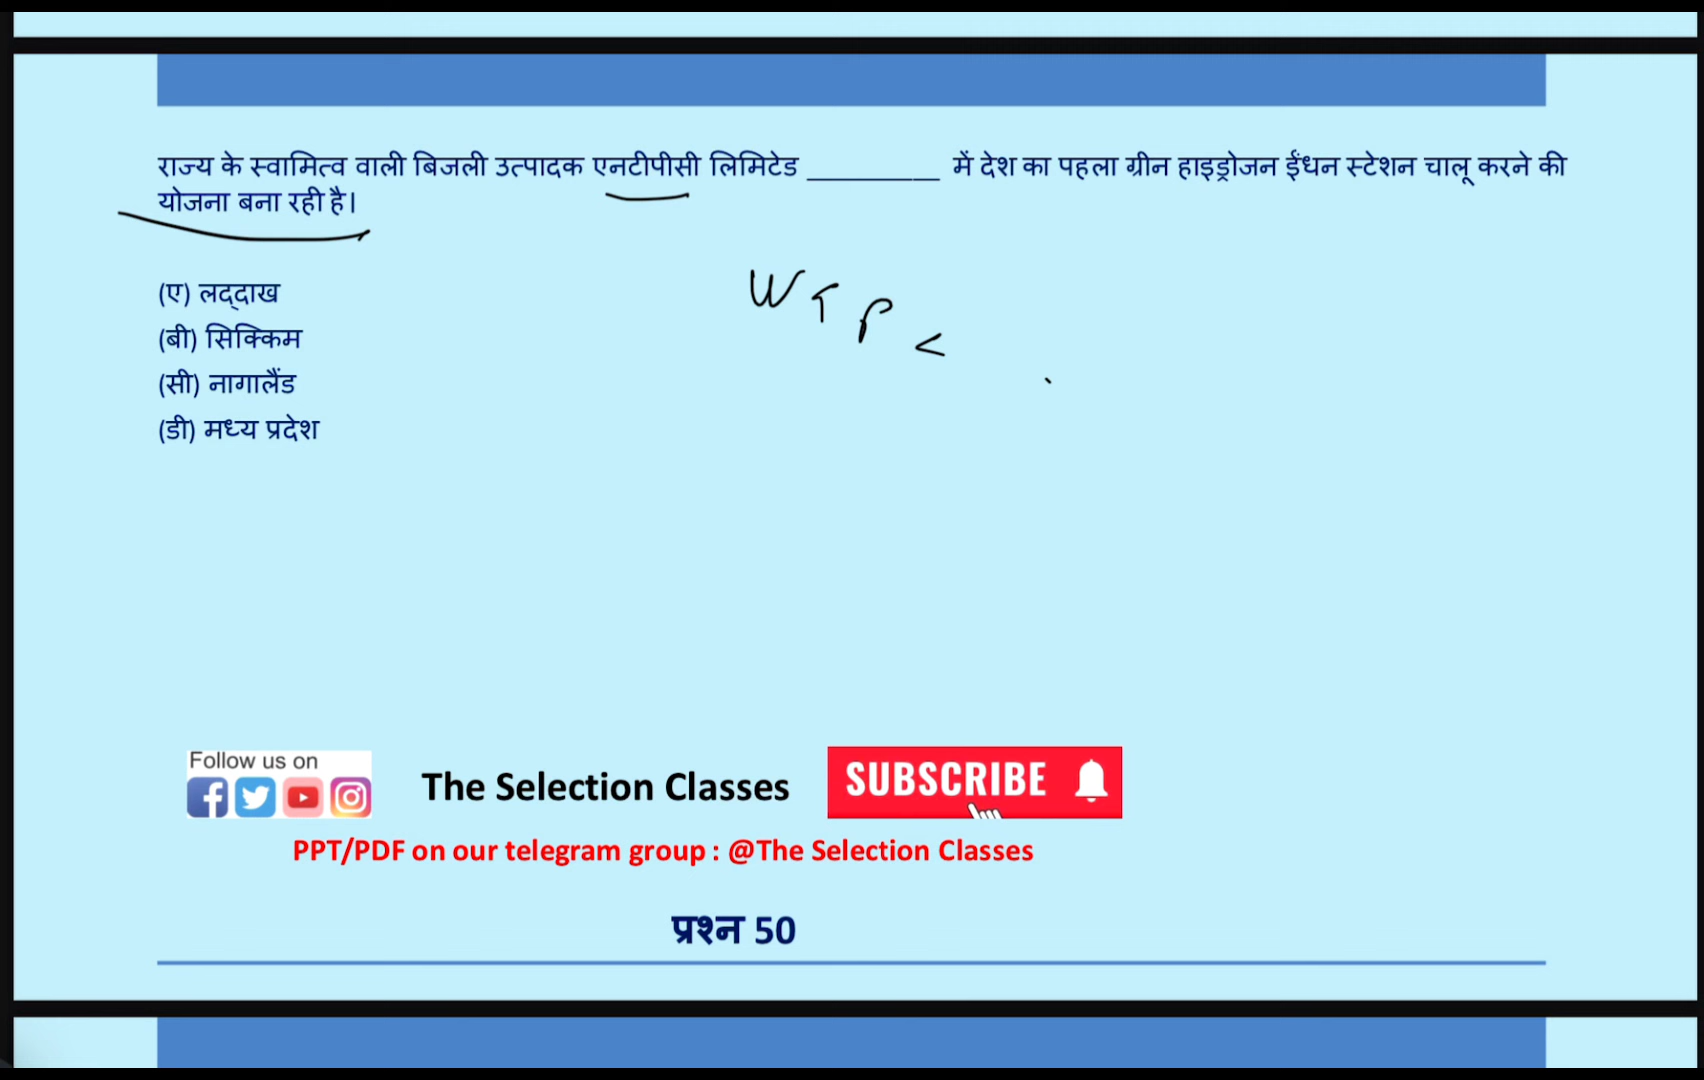 राज्य के स्वामित्व वाली बिजली उत्पादक एनटीपीसी लिमिटेड __________ में देश का पहला ग्रीन हाइड्रोजन ईंधन स्टेशन चालू करने की
योजना बना रही है।
(ए) लद्दाख
(बी) सिक्किम
(सी) नागालैंड
(डी) मध्य प्रदेश
Follow us on
The Selection Classes
SUBSCRIBE
PPT/PDF on our telegram group : @The Selection Classes
प्रश्न 50